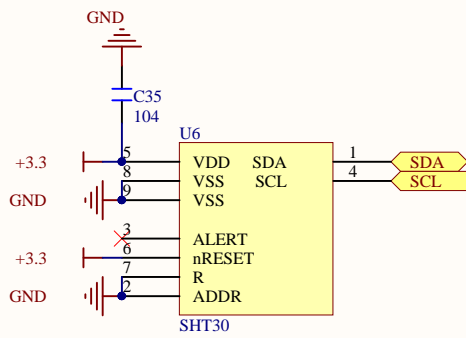 GND
C35
104
U6
+3.3
5
VDD
SDA
1
SDA
8
VSS
SCL
4
SCL
GND
9
VSS
3
ALERT
+3.3
6
nRESET
7
R
GND
2
ADDR
SHT30